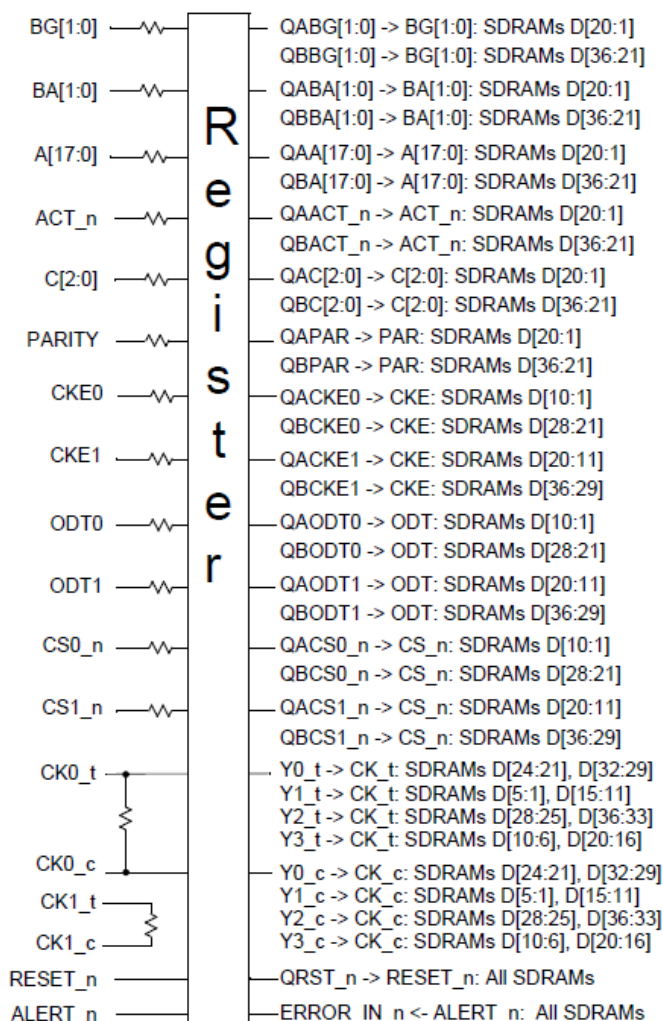 BG[1:0]
QABG[1:0] -> BG[1:0]: SDRAMs D[20:1]
QBBG[1:0] -> BG[1:0]: SDRAMs D[36:21]
BA[1:0]
QABA[1:0] -> BA[1:0]: SDRAMs D[20:1]
QBBA[1:0] -> BA[1:0]: SDRAMs D[36:21]
A[17:0]
QAA[17:0] -> A[17:0]: SDRAMs D[20:1]
QBA[17:0] -> A[17:0]: SDRAMs D[36:21]
ACT_n
QAACT_n -> ACT_n: SDRAMs D[20:1]
QBACT_n -> ACT_n: SDRAMs D[36:21]
C[2:0]
QAC[2:0] -> C[2:0]: SDRAMs D[20:1]
QBC[2:0] -> C[2:0]: SDRAMs D[36:21]
PARITY
QAPAR -> PAR: SDRAMs D[20:1]
QBPAR -> PAR: SDRAMs D[36:21]
CKE0
QACKE0 -> CKE: SDRAMs D[10:1]
QBCKE0 -> CKE: SDRAMs D[28:21]
CKE1
QACKE1 -> CKE: SDRAMs D[20:11]
QBCKE1 -> CKE: SDRAMs D[36:29]
ODT0
QAODT0 -> ODT: SDRAMs D[10:1]
QBODT0 -> ODT: SDRAMs D[28:21]
ODT1
QAODT1 -> ODT: SDRAMs D[20:11]
QBODT1 -> ODT: SDRAMs D[36:29]
CS0_n
QACS0_n -> CS_n: SDRAMs D[10:1]
QBCS0_n -> CS_n: SDRAMs D[28:21]
CS1_n
QACS1_n -> CS_n: SDRAMs D[20:11]
QBCS1_n -> CS_n: SDRAMs D[36:29]
CK0_t
Y0_t -> CK_t: SDRAMs D[24:21], D[32:29]
Y1_t -> CK_t: SDRAMs D[5:1], D[15:11]
Y2_t -> CK_t: SDRAMs D[28:25], D[36:33]
Y3_t -> CK_t: SDRAMs D[10:6], D[20:16]
CK0_c
Y0_c -> CK_c: SDRAMs D[24:21], D[32:29]
Y1_c -> CK_c: SDRAMs D[5:1], D[15:11]
Y2_c -> CK_c: SDRAMs D[28:25], D[36:33]
Y3_c -> CK_c: SDRAMs D[10:6], D[20:16]
CK1_t
CK1_c
RESET_n
QRST_n -> RESET_n: All SDRAMs
ALERT_n
ERROR_IN_n <- ALERT_n: All SDRAMs
Register